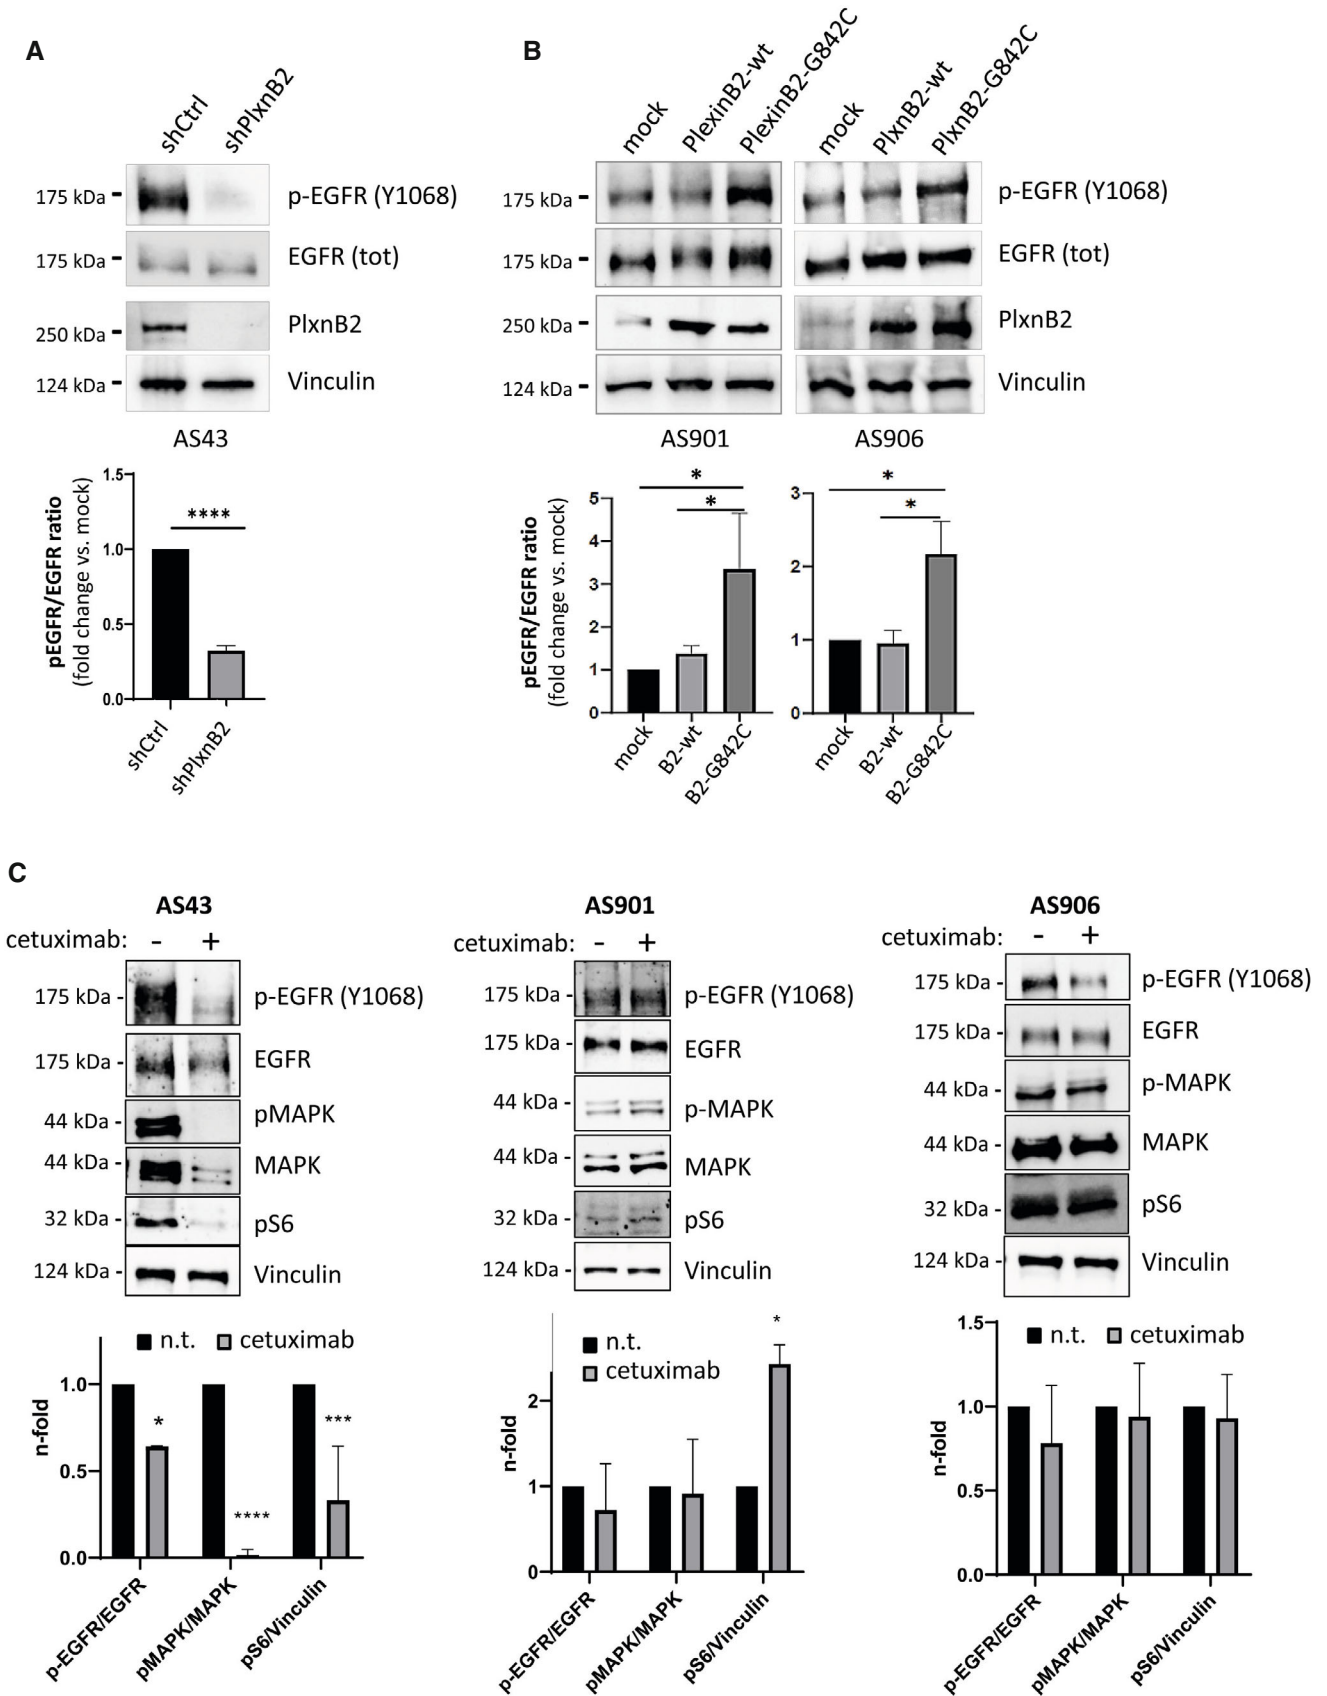 A
B
shCtrl
shPlxnB2
mock
PlexinB2-wt
PlexinB2-G842C
mock
PlxnB2-wt
PlxnB2-G842C
175 kDa
p-EGFR (Y1068)
175 kDa
EGFR (tot)
250 kDa
PlxnB2
124 kDa
Vinculin
AS43
175 kDa
p-EGFR (Y1068)
175 kDa
EGFR (tot)
250 kDa
PlxnB2
124 kDa
Vinculin
AS901
AS906
pEGFR/EGFR ratio
(fold change vs. mock)
1.5
1.0
0.5
0.0
****
shCtrl
shPlxnB2
pEGFR/EGFR ratio
(fold change vs. mock)
5
4
3
2
1
0
*
*
mock
B2-wt
B2-G842C
3
2
1
0
*
*
mock
B2-wt
B2-G842C
C
AS43
cetuximab: - +
175 kDa - p-EGFR (Y1068)
175 kDa - EGFR
44 kDa - pMAPK
44 kDa - MAPK
32 kDa - pS6
124 kDa - Vinculin
n.t. cetuximab
n-fold
1.0
0.5
0.0
*
****
***
p-EGFR/EGFR
pMAPK/MAPK
pS6/Vinculin
AS901
cetuximab: - +
175 kDa - p-EGFR (Y1068)
175 kDa - EGFR
44 kDa - p-MAPK
44 kDa - MAPK
32 kDa - pS6
124 kDa - Vinculin
n.t.
cetuximab
n-fold
2
1
0
*
p-EGFR/EGFR
pMAPK/MAPK
pS6/Vinculin
AS906
cetuximab: - +
175 kDa - p-EGFR (Y1068)
175 kDa - EGFR
44 kDa - p-MAPK
44 kDa - MAPK
32 kDa - pS6
124 kDa - Vinculin
n.t. cetuximab
n-fold
1.5
1.0
0.5
0.0
p-EGFR/EGFR
pMAPK/MAPK
pS6/Vinculin